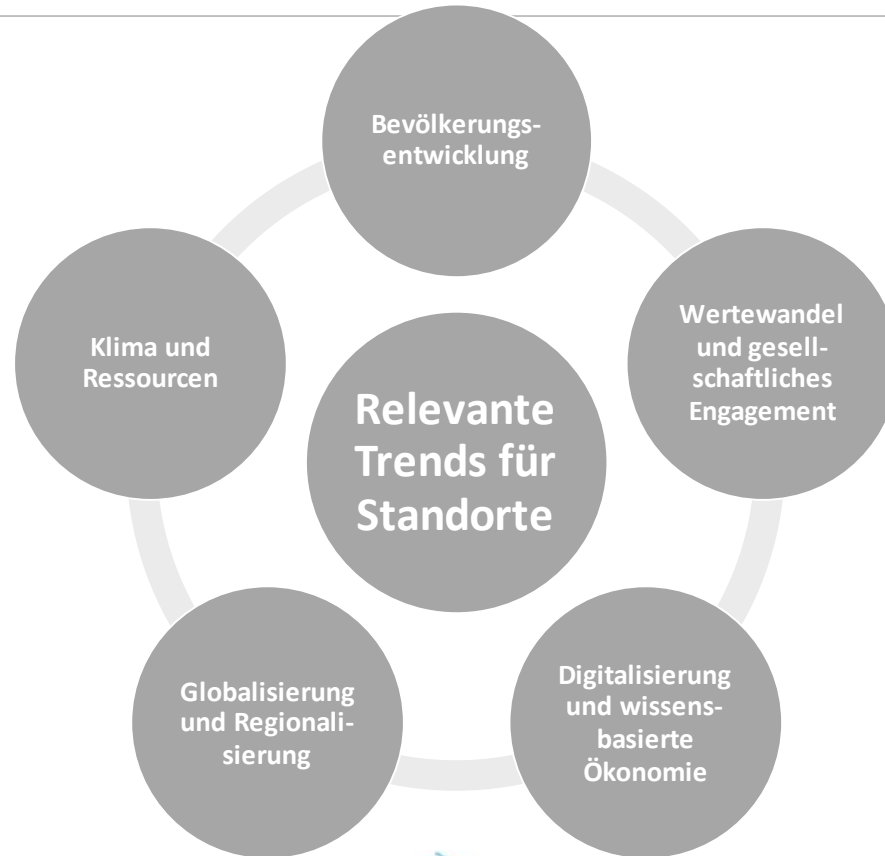 Bevölkerungs-
entwicklung
Wertewandel
und gesell-
schaftliches
Engagement
Klima und
Ressourcen
Relevante
Trends für
Standorte
Digitalisierung
und wissens-
basierte
Ökonomie
Globalisierung
und Regionali-
sierung